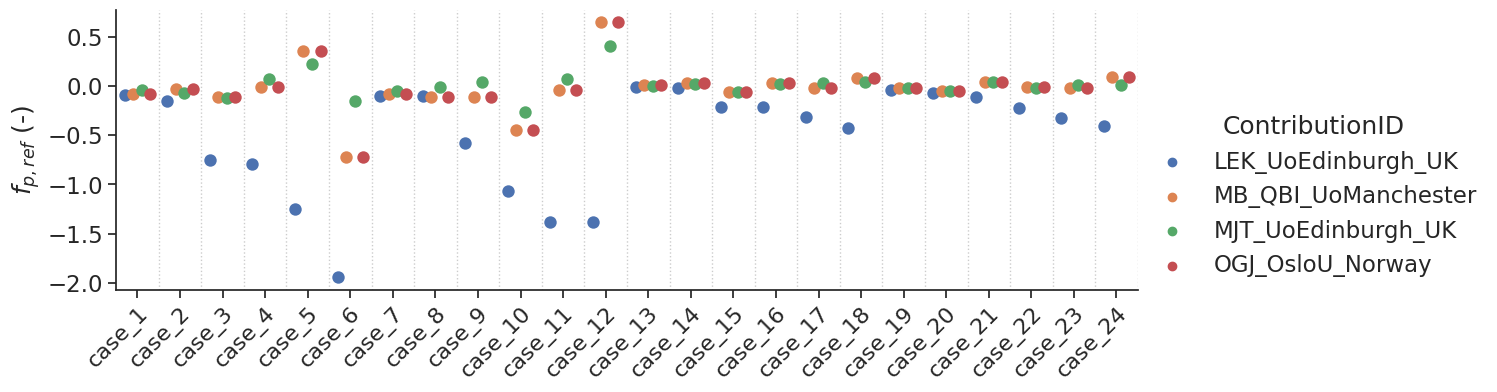 0.5
0.0
−0.5
−1.0
−1.5
−2.0
f_{p,ref} (-)
case_1
case_2
case_3
case_4
case_5
case_6
case_7
case_8
case_9
case_10
case_11
case_12
case_13
case_14
case_15
case_16
case_17
case_18
case_19
case_20
case_21
case_22
case_23
case_24
ContributionID
LEK_UoEdinburgh_UK
MB_QBI_UoManchester
MJT_UoEdinburgh_UK
OGJ_OsloU_Norway